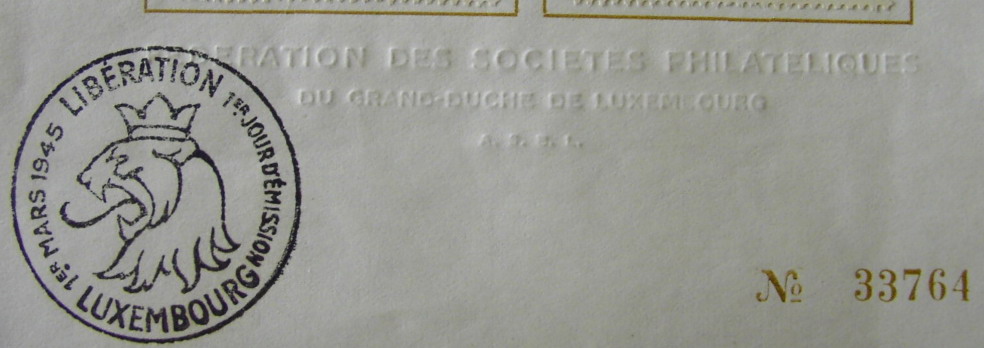 FÉDÉRATION DES SOCIETES PHILATELIQUES
DU GRAND-DUCHE DE LUXEMBOURG
A. S. B. L.
1ER MARS 1945 LIBÉRATION 1ER JOUR D'ÉMISSION
LUXEMBOURG
№ 33764